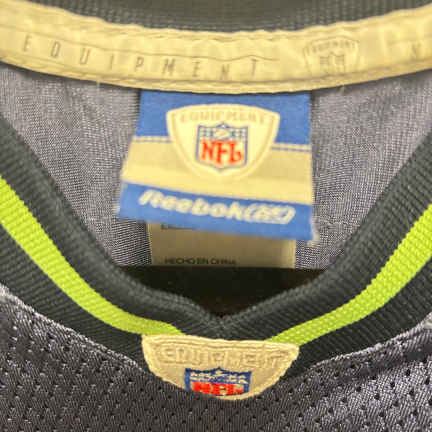 EQUIPMENT
EQUIPMENT
NFL
Reebok
HECHO EN CHINA
EQUIPMENT
NFL